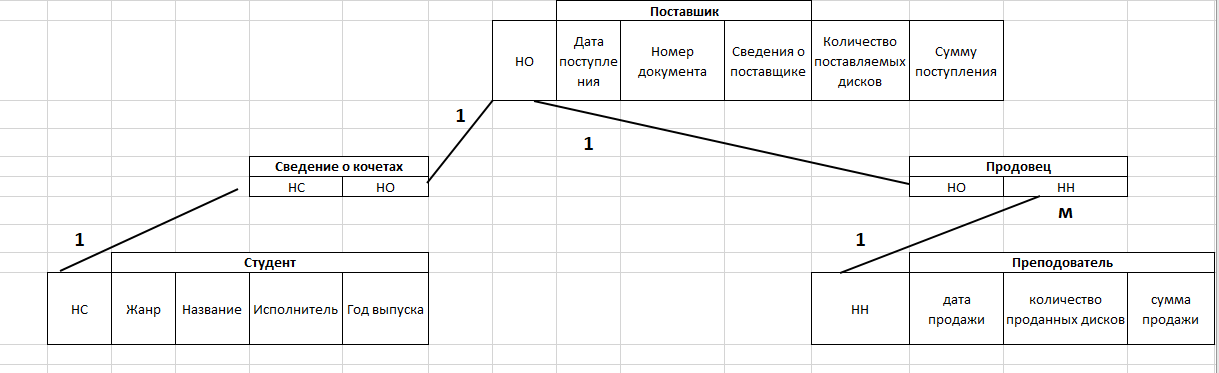 Поставшик
НО
Дата
поступле
ния
Номер
документа
Сведения о
поставщике
Количество
поставляемых
дисков
Сумму
поступления
1
1
Сведение о кочетах
НС
НО
Продовец
НО
НН
1
1
М
Студент
НС
Жанр
Название
Исполнитель
Год выпуска
Преподователь
НН
дата
продажи
количество
проданных дисков
сумма
продажи